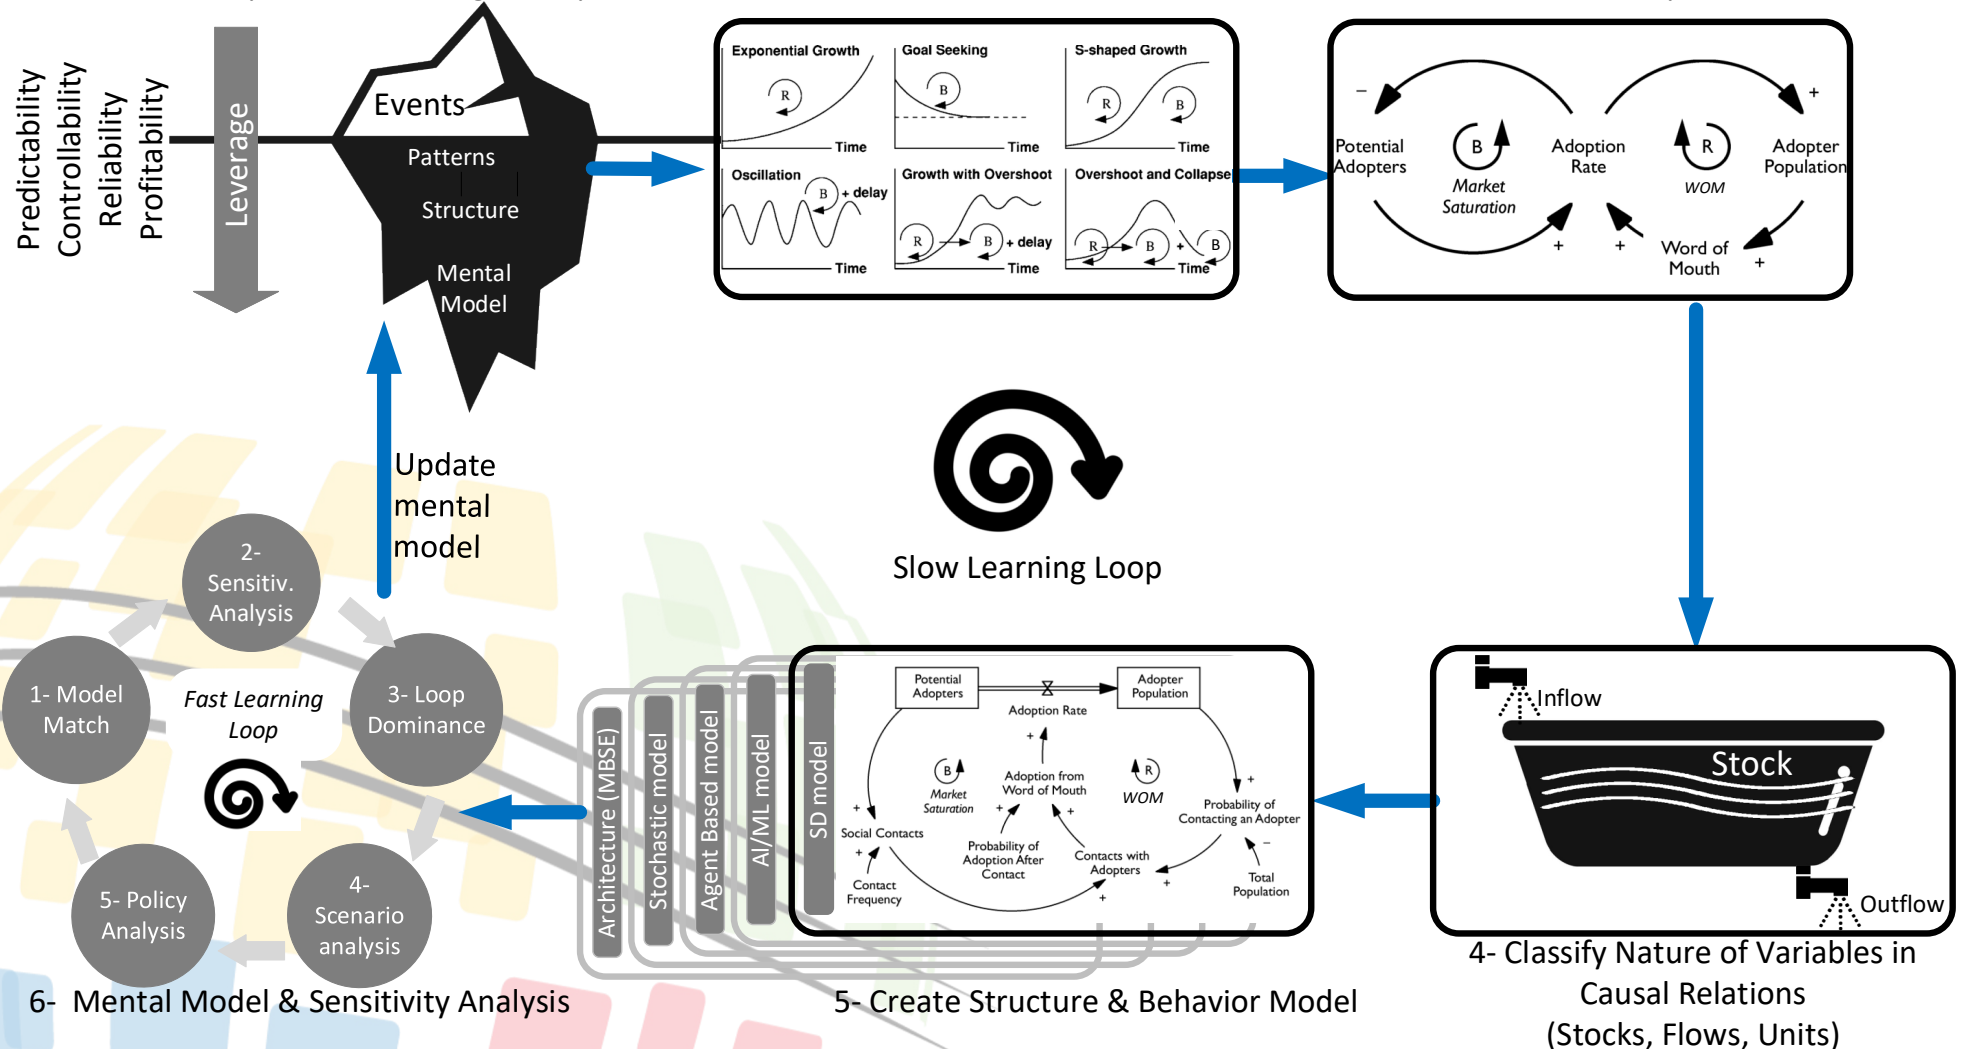 Predictability
Controllability
Reliability
Profitability
Leverage
Events
Patterns
Structure
Mental
Model
Exponential Growth
R
Time
Goal Seeking
B
Time
S-shaped Growth
R
B
Time
Oscillation
B
+ delay
Time
Growth with Overshoot
R
B
+ delay
Time
Overshoot and Collapse
R
B
+
B
Time
−
+
Potential
Adopters
B
Market
Saturation
Adoption
Rate
R
WOM
Adopter
Population
+
+
Word of
Mouth
+
Update
mental
model
Slow Learning Loop
1- Model
Match
2-
Sensitiv.
Analysis
3- Loop
Dominance
4-
Scenario
analysis
5- Policy
Analysis
Fast Learning
Loop
Architecture (MBSE)
Stochastic model
Agent Based model
AI/ML model
SD model
Potential
Adopters
Adopter
Population
Adoption Rate
+
B
Market
Saturation
Adoption from
Word of Mouth
R
WOM
+
+
+
+
Probability of
Contacting an Adopter
Social Contacts
+
Probability of
Adoption After
Contact
Contacts with
Adopters
−
+
+
Contact
Frequency
Total
Population
Inflow
Stock
Outflow
4- Classify Nature of Variables in
Causal Relations
(Stocks, Flows, Units)
5- Create Structure & Behavior Model
6- Mental Model & Sensitivity Analysis